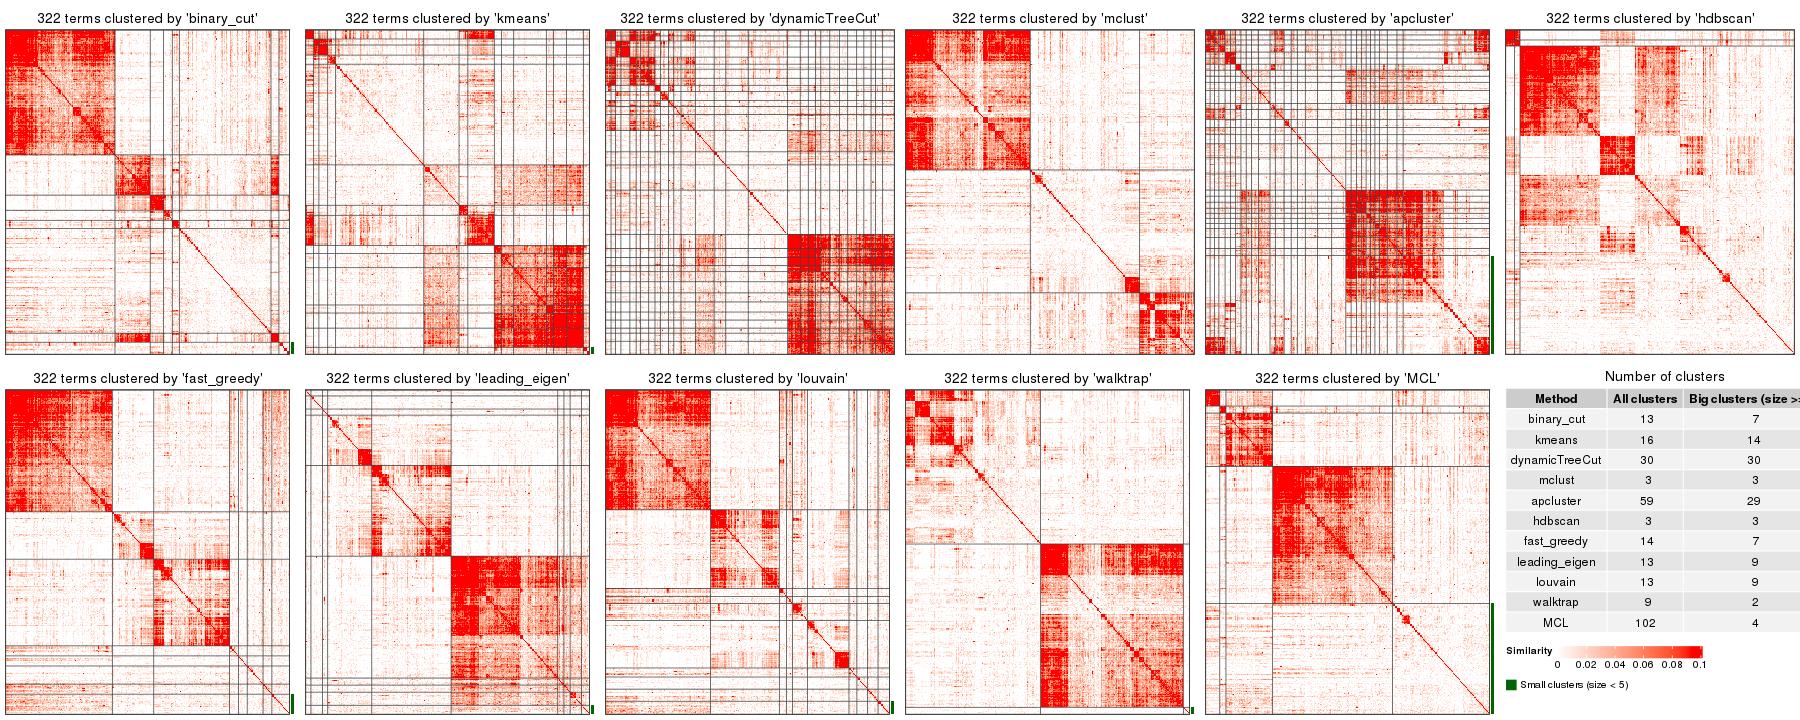 322 terms clustered by 'binary_cut'
322 terms clustered by 'kmeans'
322 terms clustered by 'dynamicTreeCut'
322 terms clustered by 'mclust'
322 terms clustered by 'apcluster'
322 terms clustered by 'hdbscan'
322 terms clustered by 'fast_greedy'
322 terms clustered by 'leading_eigen'
322 terms clustered by 'louvain'
322 terms clustered by 'walktrap'
322 terms clustered by 'MCL'
Number of clusters
Method All clusters Big clusters (size >=
binary_cut 13 7
kmeans 16 14
dynamicTreeCut 30 30
mclust 3 3
apcluster 59 29
hdbscan 3 3
fast_greedy 14 7
leading_eigen 13 9
louvain 13 9
walktrap 9 2
MCL 102 4
Similarity
0 0.02 0.04 0.06 0.08 0.1
Small clusters (size < 5)